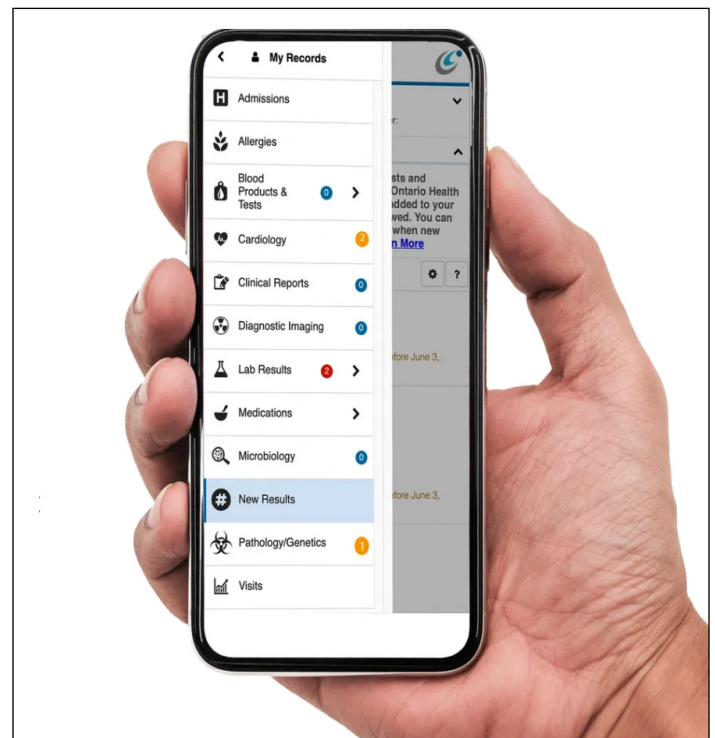 My Records
H Admissions
Allergies
Blood
Products & 0
Tests
Cardiology 2
Clinical Reports 0
Diagnostic Imaging 0
Lab Results 2
Medications
Microbiology 0
# New Results
Pathology/Genetics 1
Visits
r:
sts and
Ontario Health
added to your
wed. You can
when new
n More
?
efore June 3,
efore June 3,